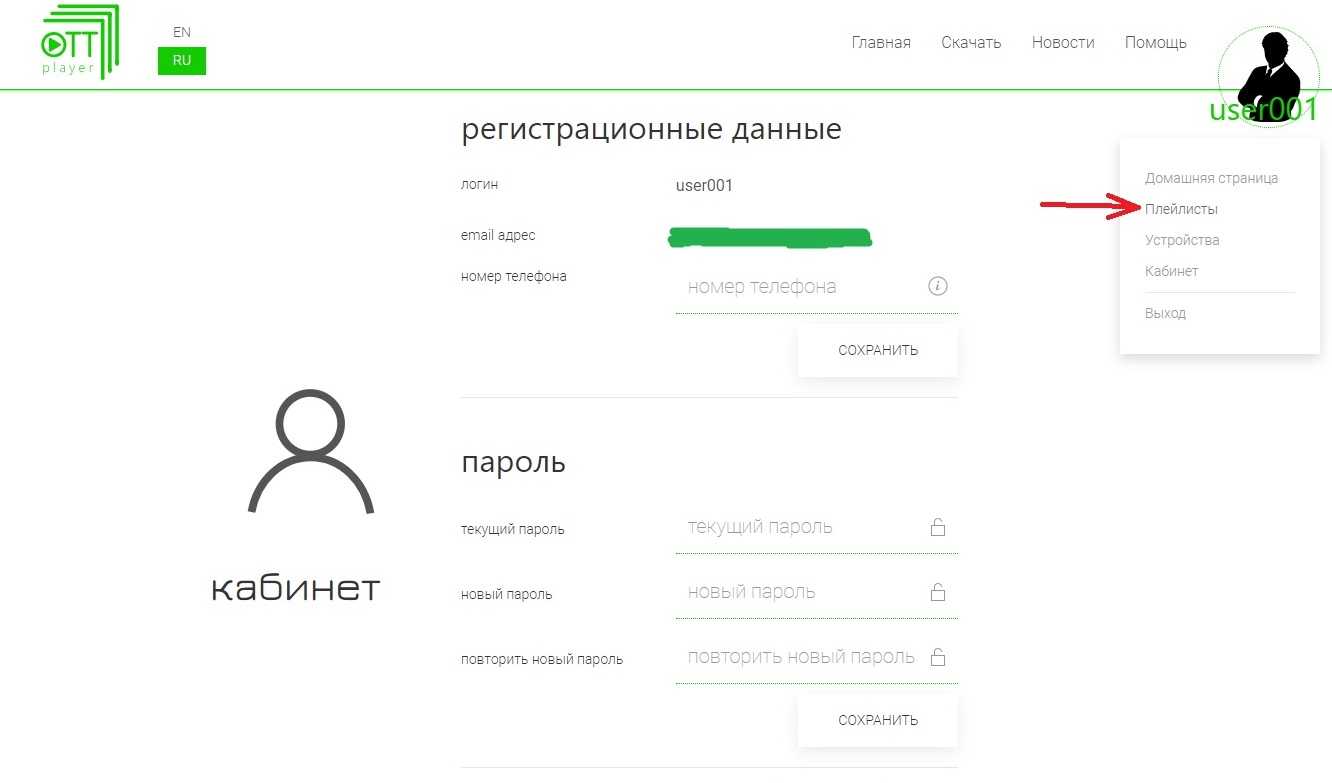 OTT
player
EN
RU
Главная Скачать Новости Помощь
user001
регистрационные данные
логин user001
email адрес
номер телефона номер телефона
СОХРАНИТЬ
Домашняя страница
Плейлисты
Устройства
Кабинет
Выход
кабинет
пароль
текущий пароль текущий пароль
новый пароль новый пароль
повторить новый пароль повторить новый пароль
СОХРАНИТЬ